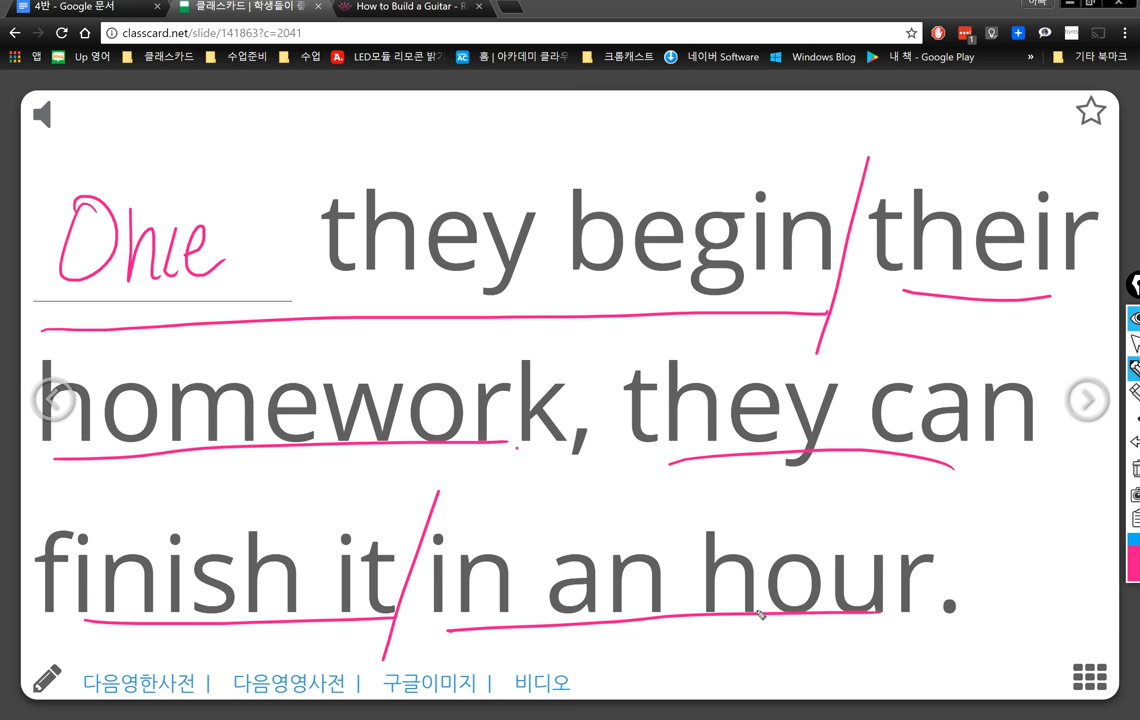 4반 - Google 문서
클래스카드 | 학생들이 좋
How to Build a Guitar - R
아빠
classcard.net/slide/141863?c=2041
앱 Up 영어 클래스카드 수업준비 수업 LED모듈 리모콘 밝기 홈 | 아카데미 클라우 크롬캐스트 네이버 Software Windows Blog 내 책 - Google Play » 기타 북마크
Once they begin their
homework, they can
finish it in an hour.
다음영한사전 | 다음영영사전 | 구글이미지 | 비디오